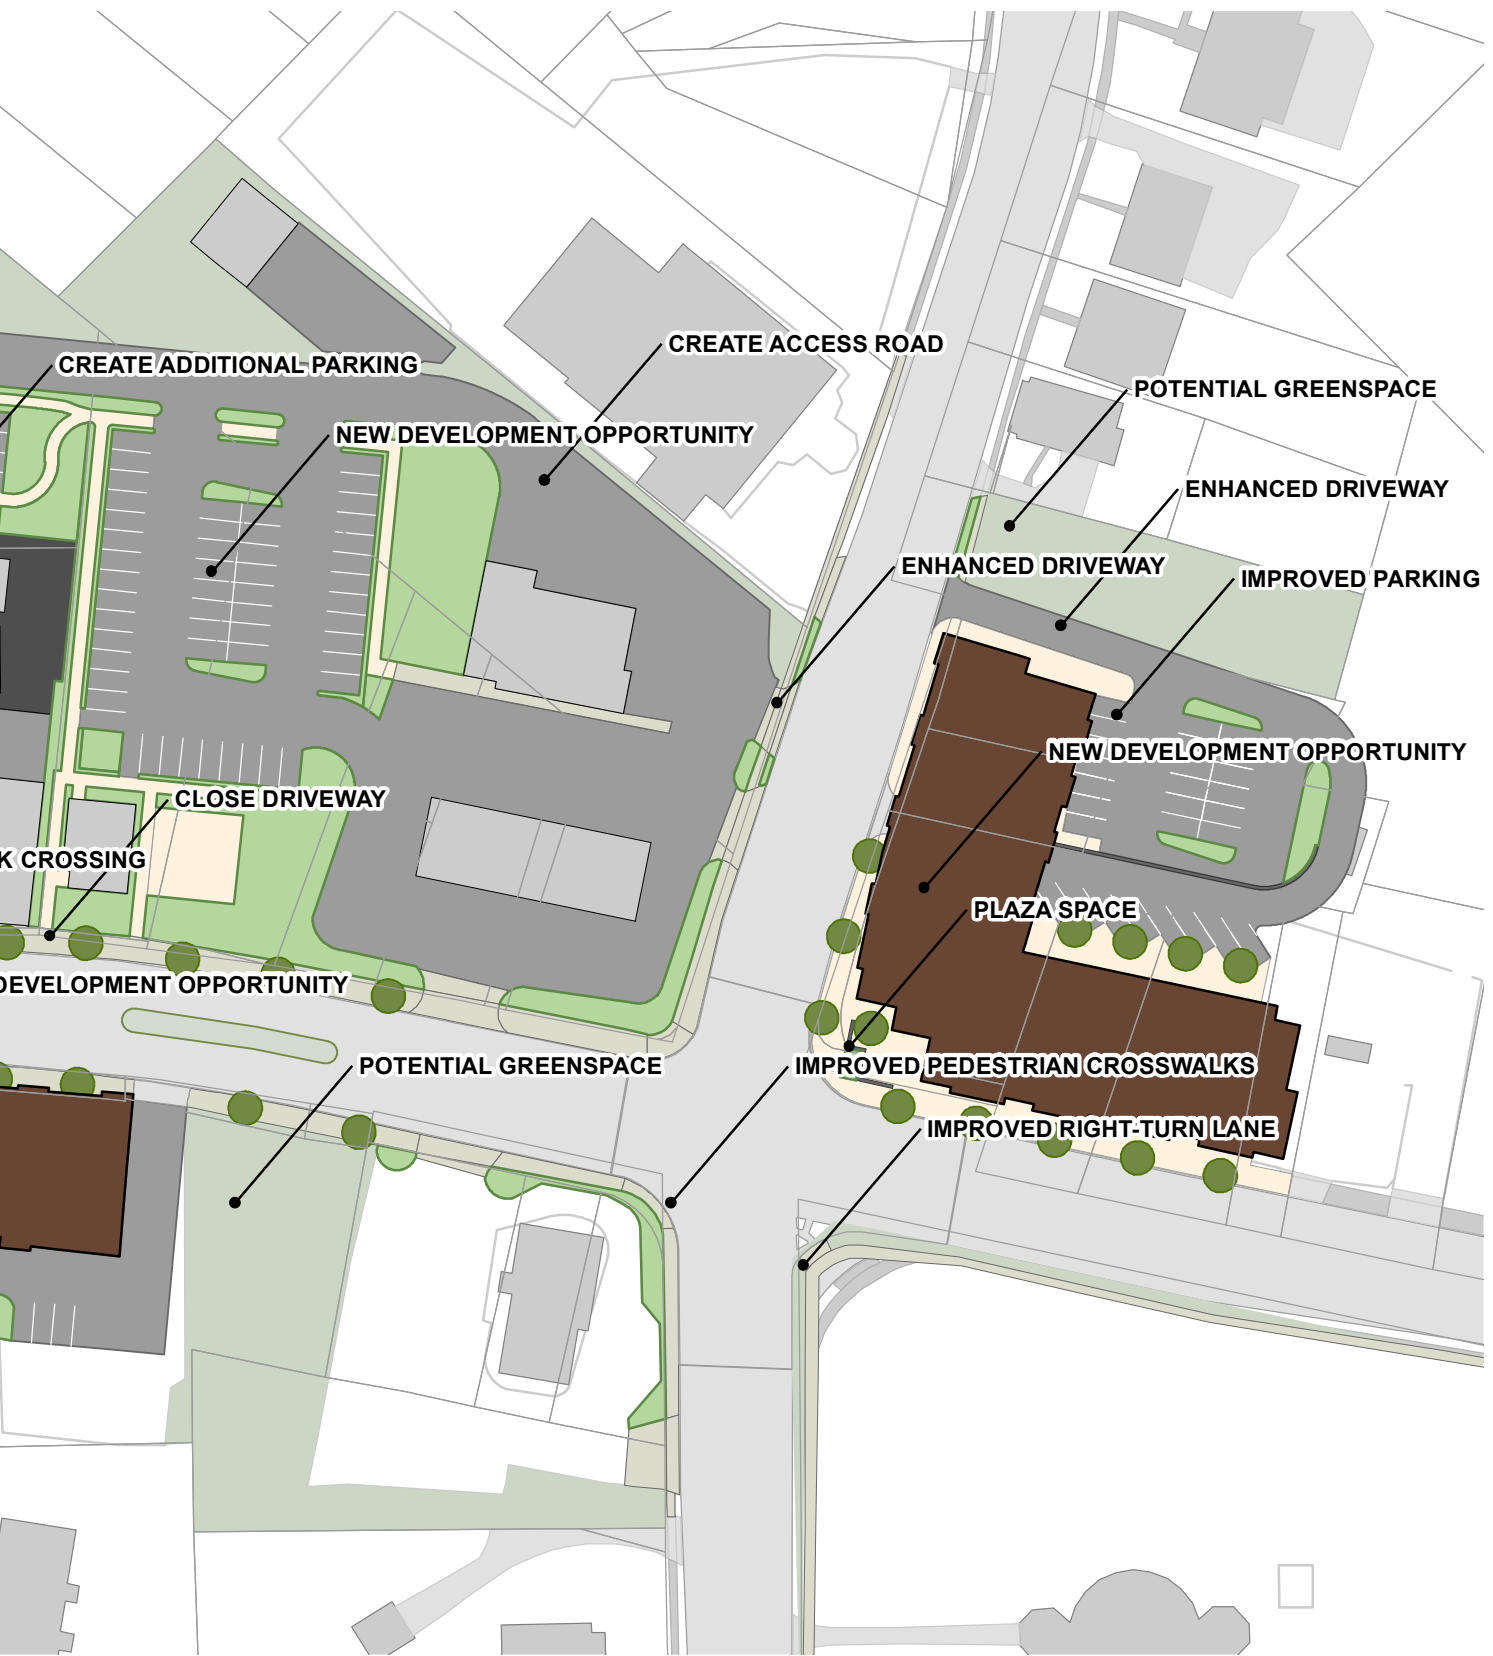 CREATE ACCESS ROAD
CREATE ADDITIONAL PARKING
POTENTIAL GREENSPACE
NEW DEVELOPMENT OPPORTUNITY
ENHANCED DRIVEWAY
ENHANCED DRIVEWAY
IMPROVED PARKING
NEW DEVELOPMENT OPPORTUNITY
CLOSE DRIVEWAY
K CROSSING
PLAZA SPACE
DEVELOPMENT OPPORTUNITY
POTENTIAL GREENSPACE
IMPROVED PEDESTRIAN CROSSWALKS
IMPROVED RIGHT-TURN LANE